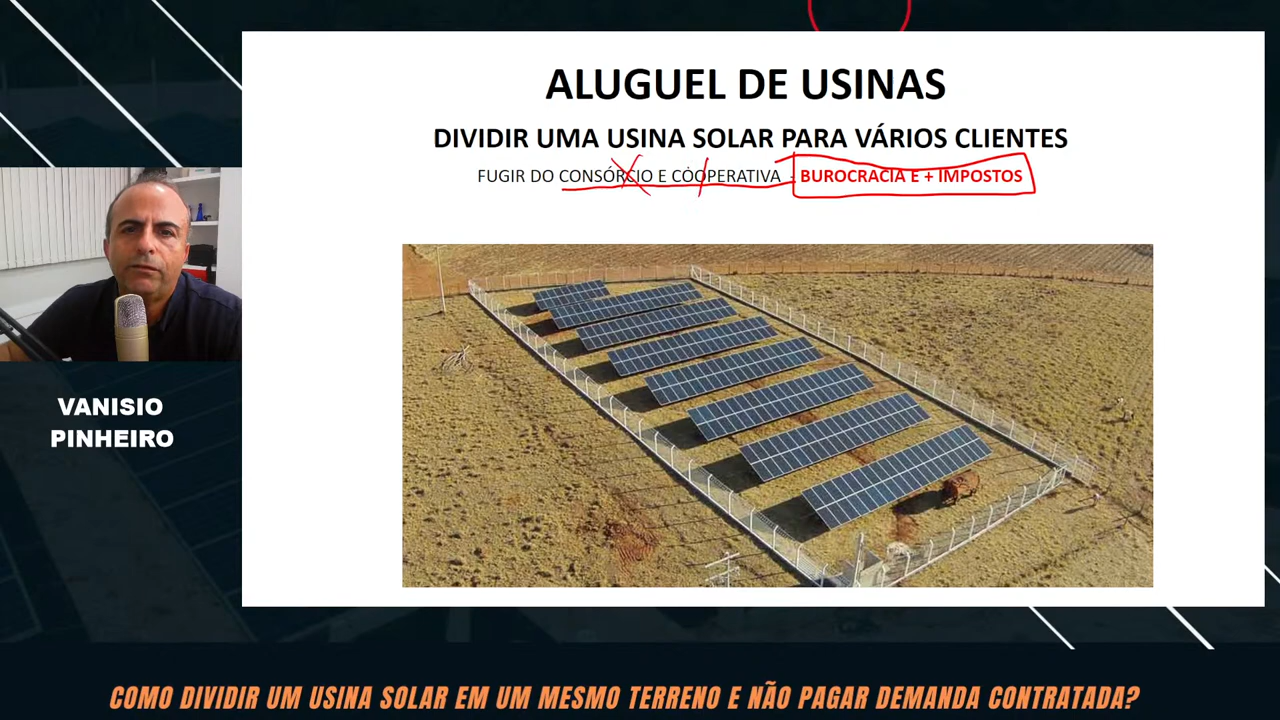 ALUGUEL DE USINAS
DIVIDIR UMA USINA SOLAR PARA VÁRIOS CLIENTES
FUGIR DO CONSÓRCIO E COOPERATIVA - BUROCRACIA E + IMPOSTOS
VANISIO
PINHEIRO
COMO DIVIDIR UM USINA SOLAR EM UM MESMO TERRENO E NÃO PAGAR DEMANDA CONTRATADA?